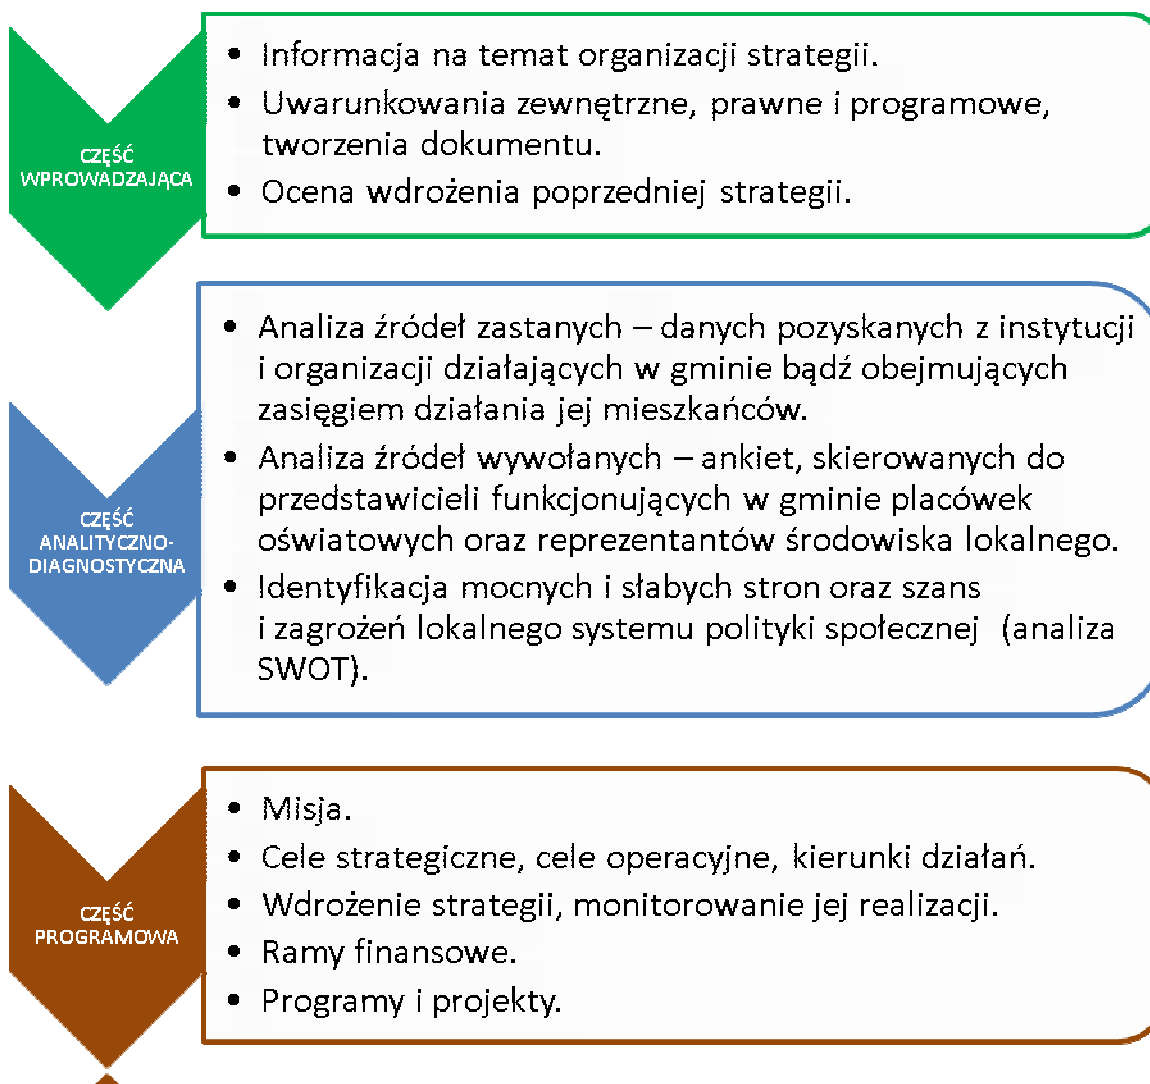 CZĘŚĆ
WPROWADZAJĄCA
• Informacja na temat organizacji strategii.
• Uwarunkowania zewnętrzne, prawne i programowe,
tworzenia dokumentu.
• Ocena wdrożenia poprzedniej strategii.
CZĘŚĆ
ANALITYCZNO-
DIAGNOSTYCZNA
• Analiza źródeł zastanych – danych pozyskanych z instytucji
i organizacji działających w gminie bądź obejmujących
zasięgiem działania jej mieszkańców.
• Analiza źródeł wywołanych – ankiet, skierowanych do
przedstawicieli funkcjonujących w gminie placówek
oświatowych oraz reprezentantów środowiska lokalnego.
• Identyfikacja mocnych i słabych stron oraz szans
i zagrożeń lokalnego systemu polityki społecznej (analiza
SWOT).
CZĘŚĆ
PROGRAMOWA
• Misja.
• Cele strategiczne, cele operacyjne, kierunki działań.
• Wdrożenie strategii, monitorowanie jej realizacji.
• Ramy finansowe.
• Programy i projekty.